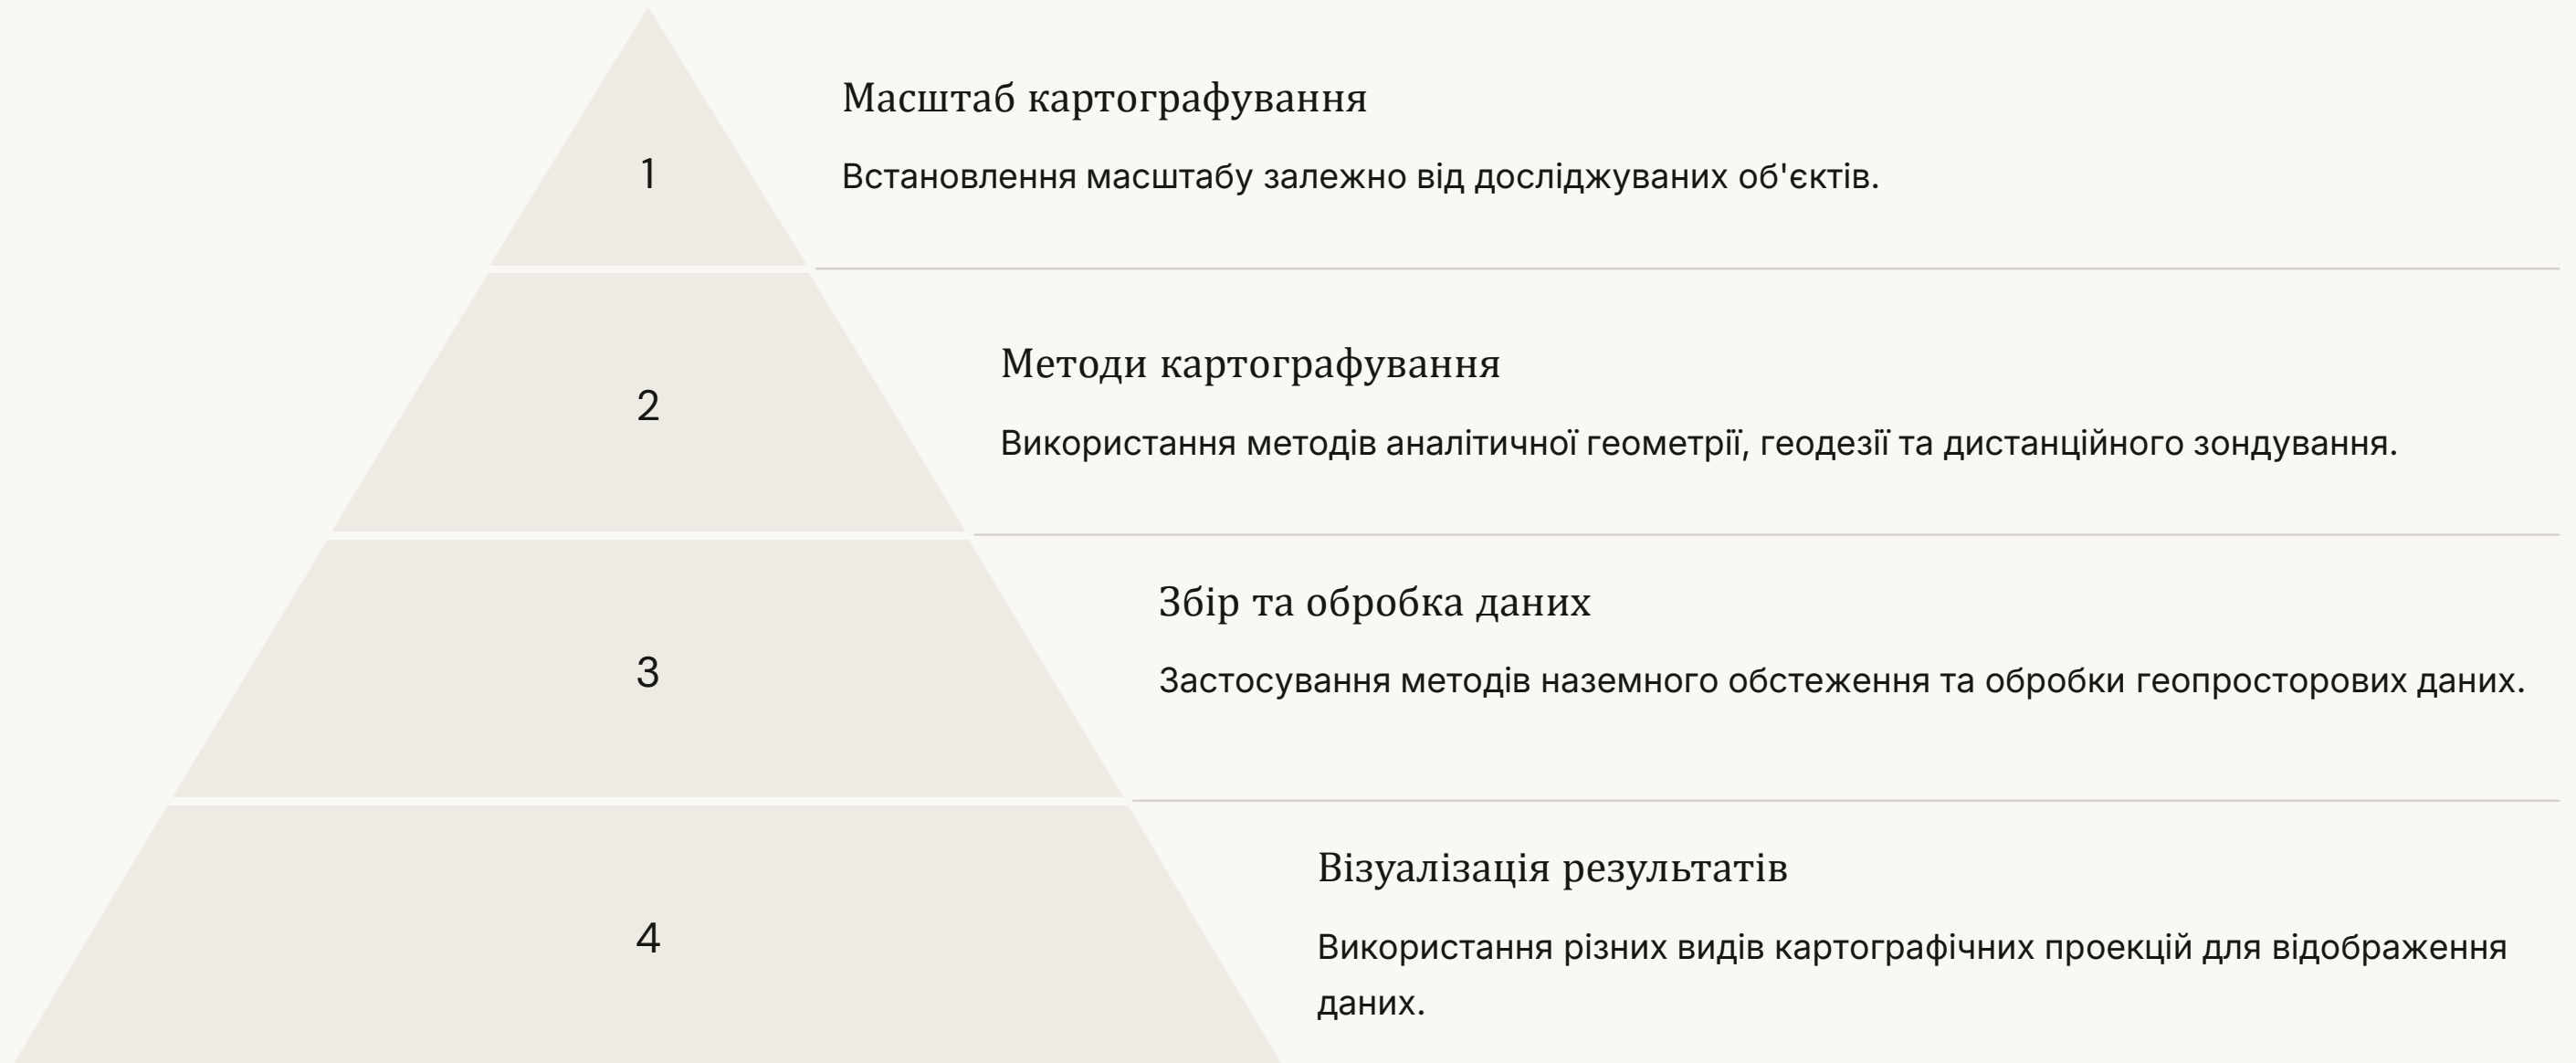 1
Масштаб картографування
Встановлення масштабу залежно від досліджуваних об'єктів.
2
Методи картографування
Використання методів аналітичної геометрії, геодезії та дистанційного зондування.
3
Збір та обробка даних
Застосування методів наземного обстеження та обробки геопросторових даних.
4
Візуалізація результатів
Використання різних видів картографічних проекцій для відображення
даних.